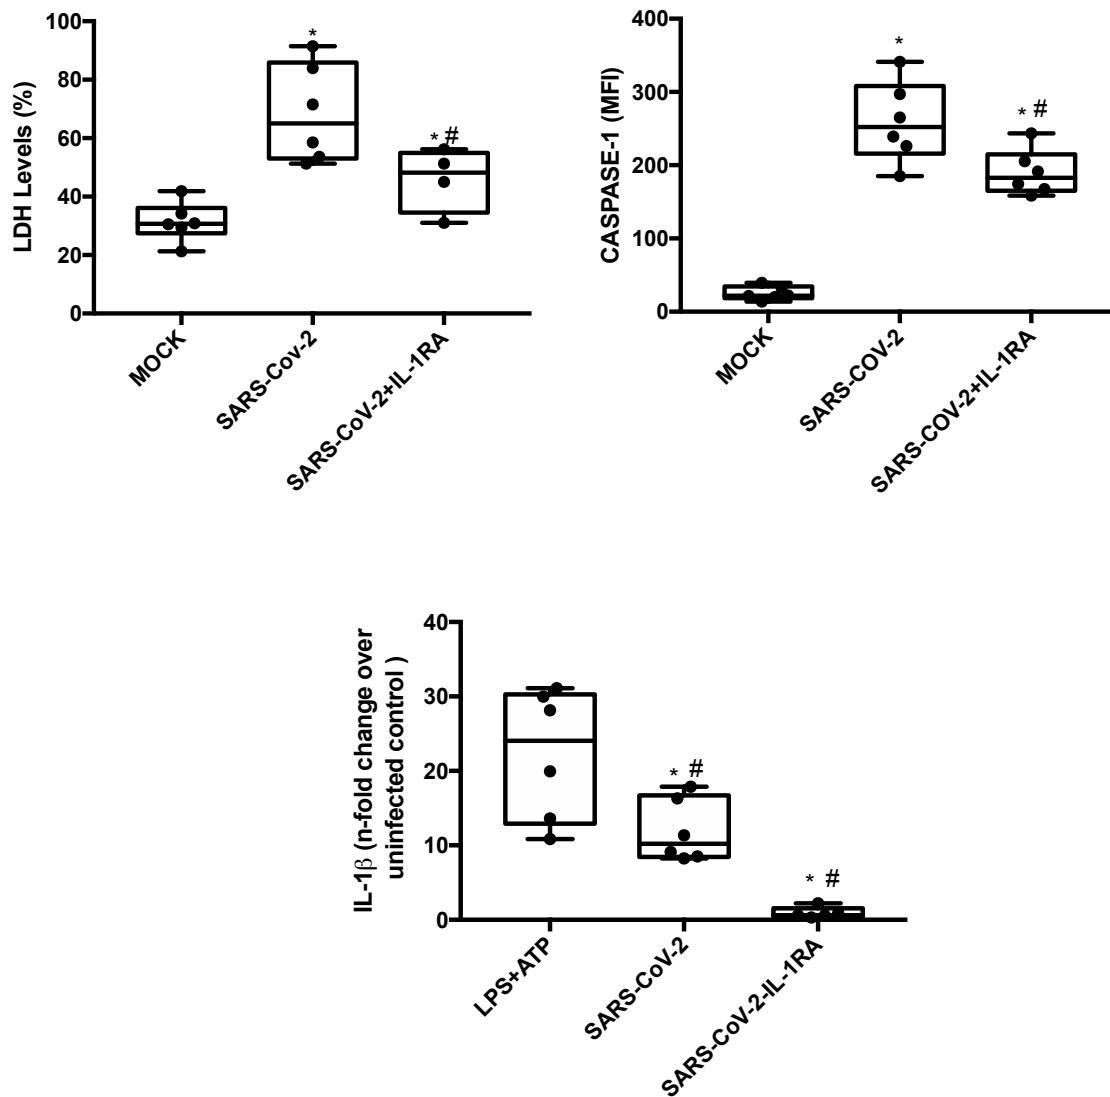 100
80
60
40
20
0
LDH Levels (%)
*
* #
MOCK
SARS-Cov-2
SARS-CoV-2+IL-1RA
400
300
200
100
0
CASPASE-1 (MFI)
*
* #
MOCK
SARS-COV-2
SARS-COV-2+IL-1RA
40
30
20
10
0
IL-1β (n-fold change over
uninfected control )
* #
* #
LPS+ATP
SARS-CoV-2
SARS-CoV-2-IL-1RA